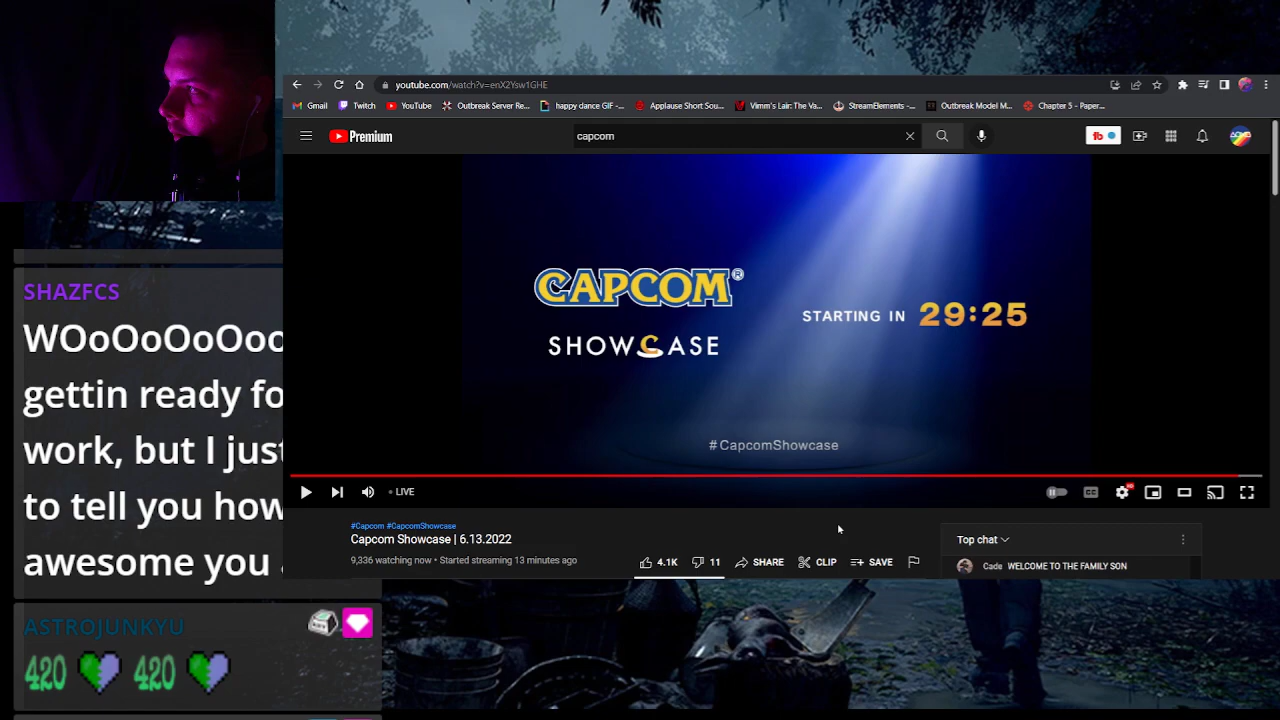 youtube.com/watch?v=enX2Ysw1GHE
Gmail Twitch YouTube Outbreak Server Re... happy dance GIF -... Applause Short Sou... Vimm's Lair: The Va... StreamElements -... Outbreak Model M... Chapter 5 - Paper...
Premium
capcom
fb
CAPCOM®
SHOWCASE
STARTING IN 29:25
#CapcomShowcase
LIVE
CC
HD
#Capcom #CapcomShowcase
Capcom Showcase | 6.13.2022
9,336 watching now • Started streaming 13 minutes ago
4.1K 11 SHARE CLIP SAVE
Top chat
Cade WELCOME TO THE FAMILY SON
SHAZFCS
WOoOoOoOoo
gettin ready fo
work, but I just
to tell you how
awesome you
ASTROJUNKYU
420 420